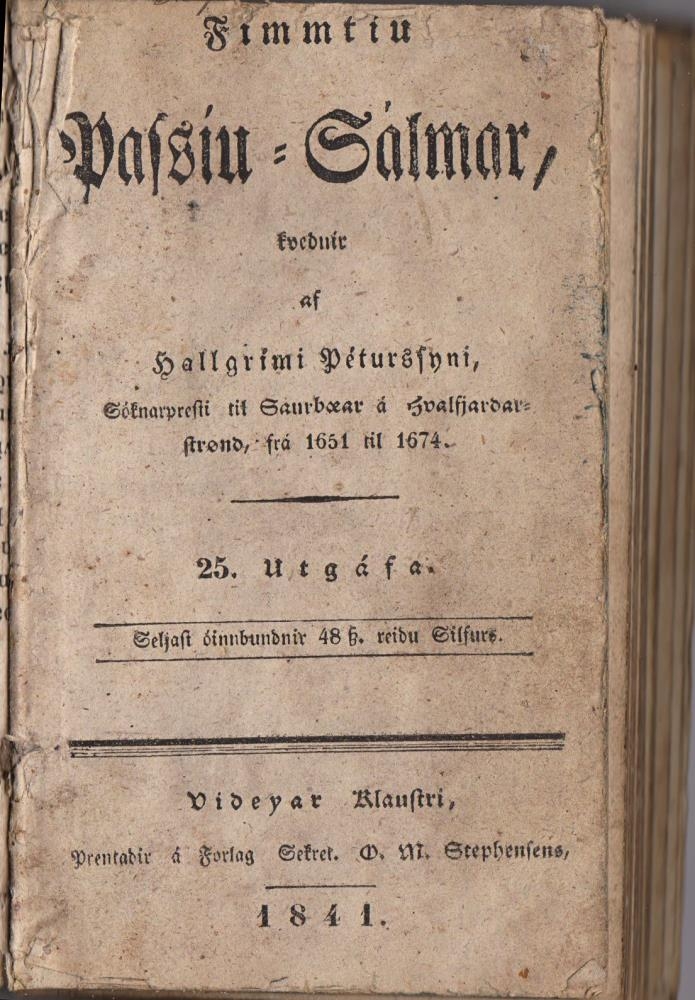 Fimmtiu
Passíu-Sálmar,
kvednir
af
Hallgrími Péturssyni,
Sóknarpresti til Saurbæar á Hvalfjardar-
strønd, frá 1651 til 1674.
25. Utgáfa.
Seljast óinnbundnir 48 ß. reidu Silfurs.
Videyar Klaustri,
Prentadir á Forlag Sekret. O. M. Stephensens,
1841.